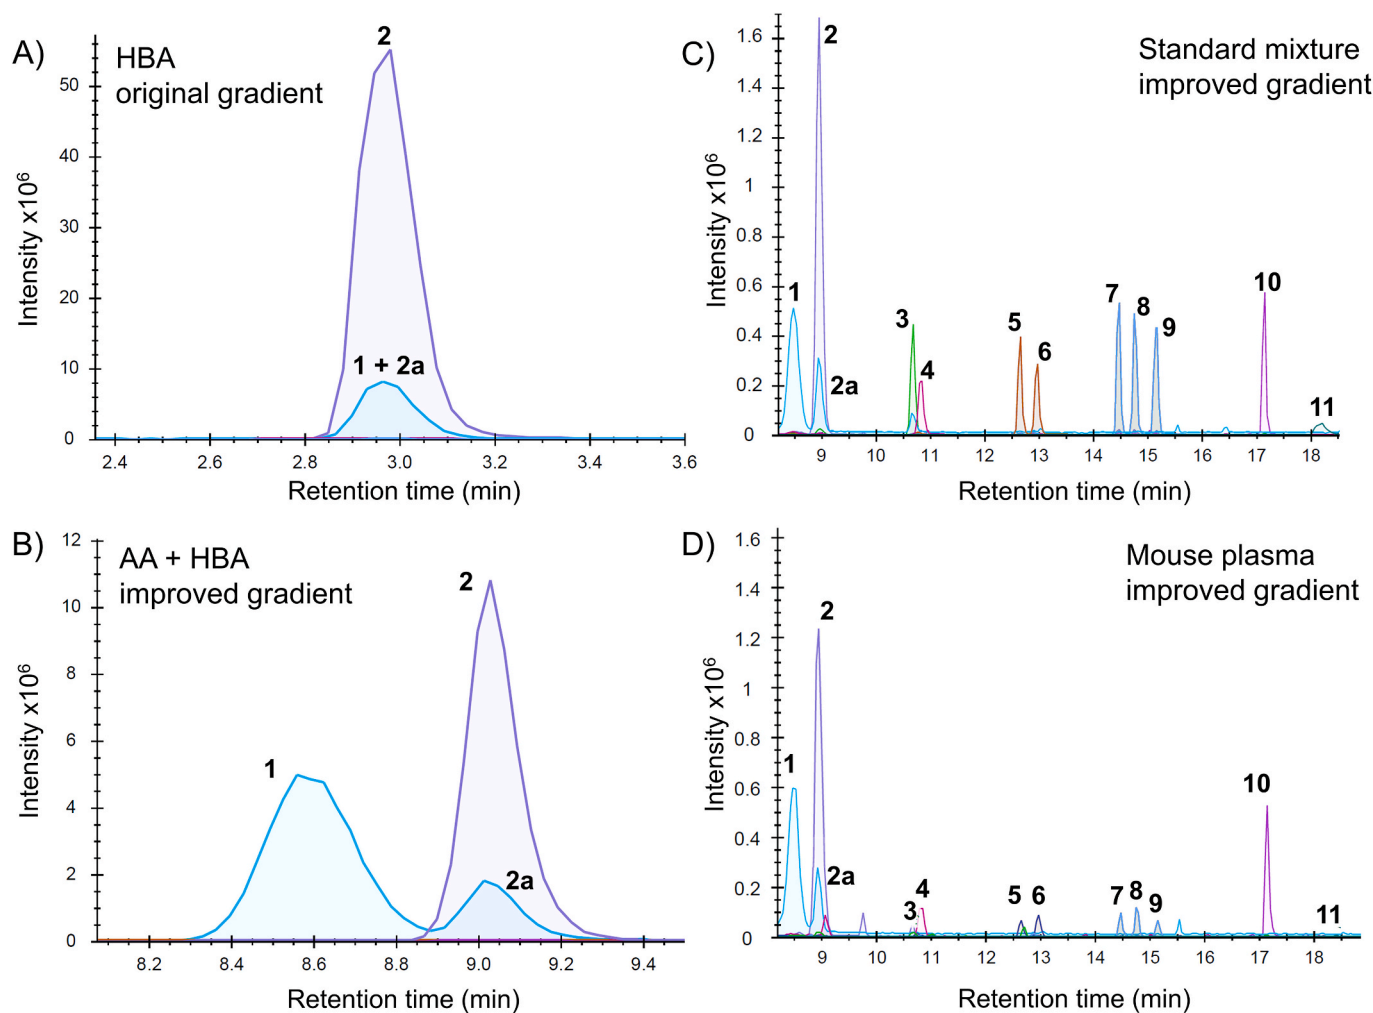 A)
HBA
original gradient
2
1 + 2a
50
40
30
20
10
0
2.4 2.6 2.8 3.0 3.2 3.4 3.6
Intensity x10⁶
Retention time (min)
B)
AA + HBA
improved gradient
1
2
2a
12
10
8
6
4
2
0
8.2 8.4 8.6 8.8 9.0 9.2 9.4
Intensity x10⁶
Retention time (min)
C)
Standard mixture
improved gradient
1 2 2a 3 4 5 6 7 8 9 10 11
1.6
1.4
1.2
1
0.8
0.6
0.4
0.2
0
9 10 11 12 13 14 15 16 17 18
Intensity x10⁶
Retention time (min)
D)
Mouse plasma
improved gradient
1 2 2a 3 4 5 6 7 8 9 10 11
1.6
1.4
1.2
1
0.8
0.6
0.4
0.2
0
9 10 11 12 13 14 15 16 17 18
Intensity x10⁶
Retention time (min)